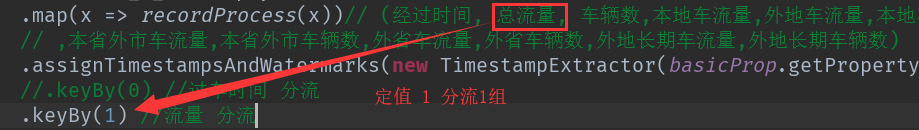 .map(x => recordProcess(x))// (经过时间, 总流量, 车辆数,本地车流量,外地车流量,本地
// ,本省外市车流量,本省外市车辆数,外省车流量,外省车辆数,外地长车流量,外地长期车辆数)
.assignTimestampsAndWatermarks(new TimestampExtractor(basicProp.getProperty
//.keyBy(0) //过车时间 分流
定值 1 分流1组
.keyBy(1) //流量 分流